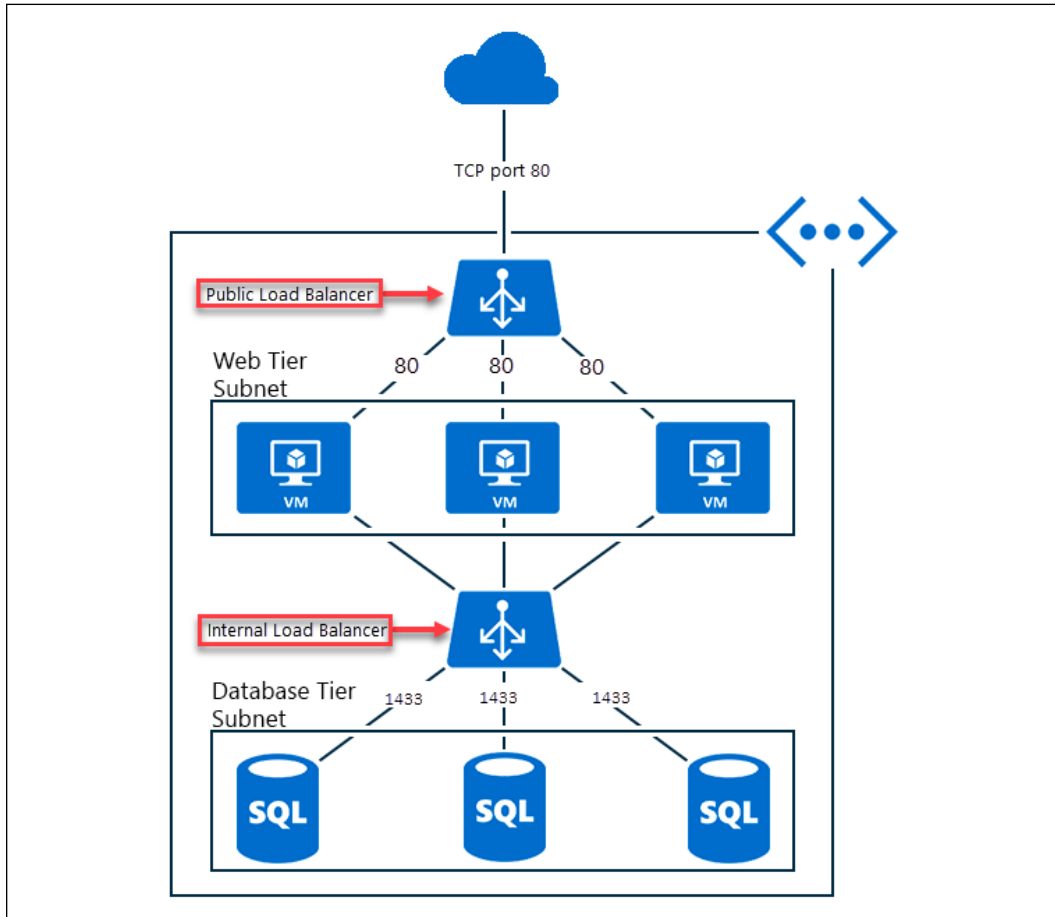 TCP port 80
Public Load Balancer
Web Tier
Subnet
80
80
80
VM
VM
VM
Internal Load Balancer
Database Tier
Subnet
1433
1433
1433
SQL
SQL
SQL